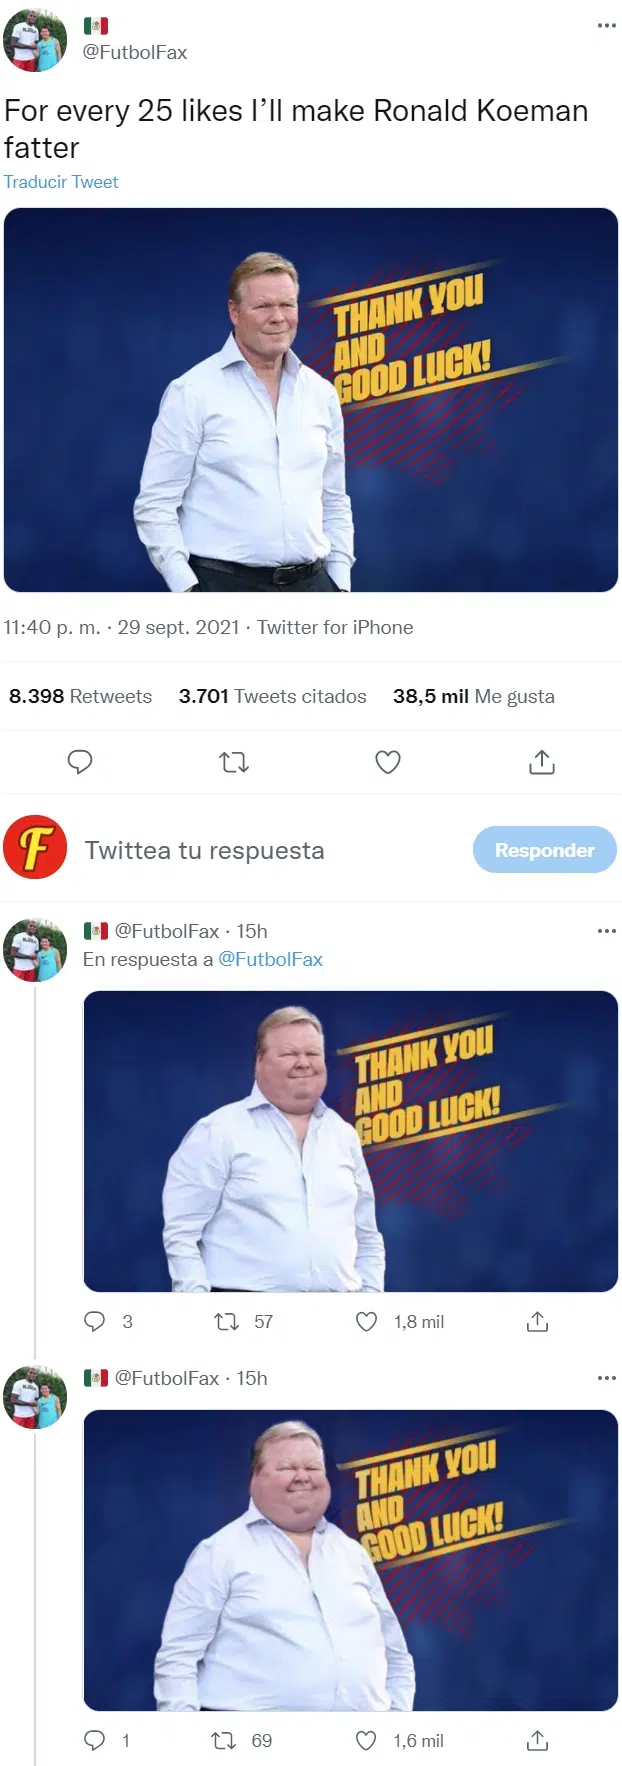 @FutbolFax
For every 25 likes I'll make Ronald Koeman
fatter
Traducir Tweet
THANK YOU
AND
GOOD LUCK!
11:40 p. m. · 29 sept. 2021 · Twitter for iPhone
8.398 Retweets 3.701 Tweets citados 38,5 mil Me gusta
F
Twittea tu respuesta
Responder
@FutbolFax · 15h
En respuesta a @FutbolFax
THANK YOU
AND
GOOD LUCK!
3 57 1,8 mil
@FutbolFax · 15h
THANK YOU
AND
GOOD LUCK!
1 69 1,6 mil